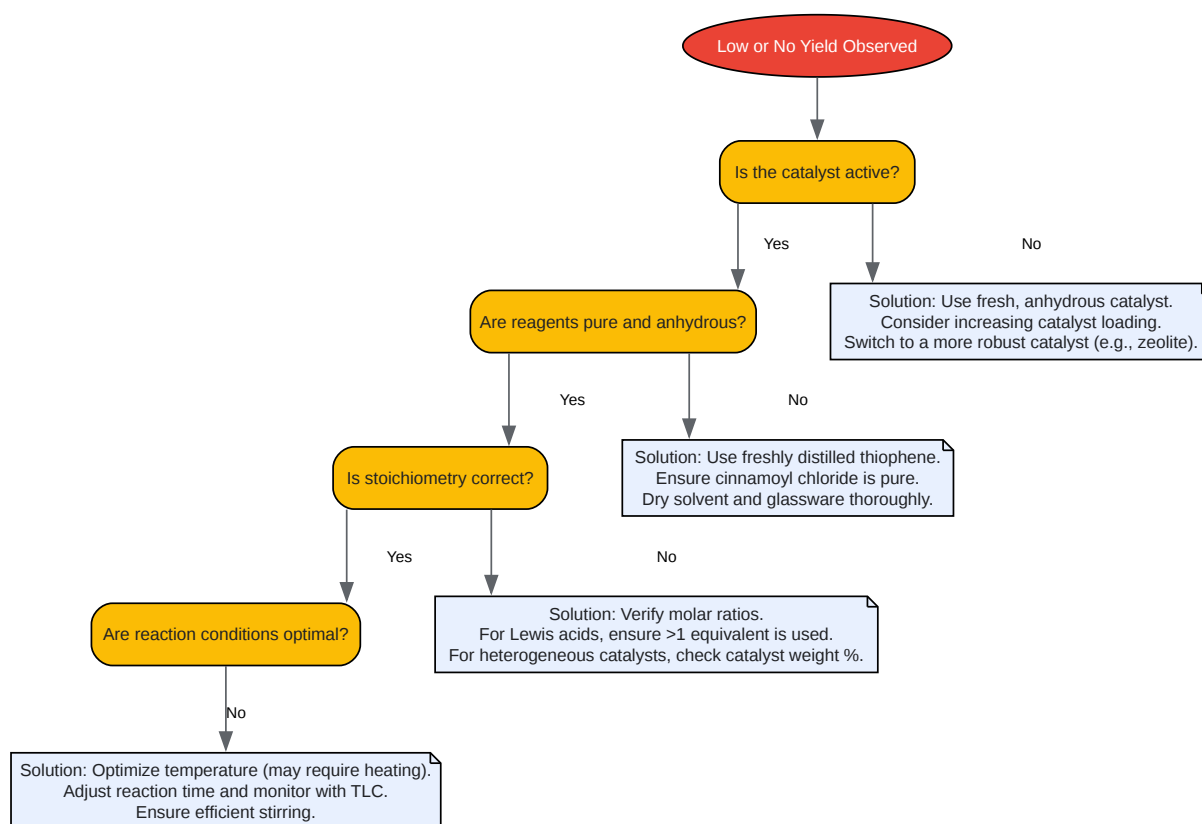 Low or No Yield Observed
Is the catalyst active?
Yes
No
Are reagents pure and anhydrous?
Solution: Use fresh, anhydrous catalyst.
Consider increasing catalyst loading.
Switch to a more robust catalyst (e.g., zeolite).
Yes
No
Is stoichiometry correct?
Solution: Use freshly distilled thiophene.
Ensure cinnamoyl chloride is pure.
Dry solvent and glassware thoroughly.
Yes
No
Are reaction conditions optimal?
Solution: Verify molar ratios.
For Lewis acids, ensure >1 equivalent is used.
For heterogeneous catalysts, check catalyst weight %.
No
Solution: Optimize temperature (may require heating).
Adjust reaction time and monitor with TLC.
Ensure efficient stirring.